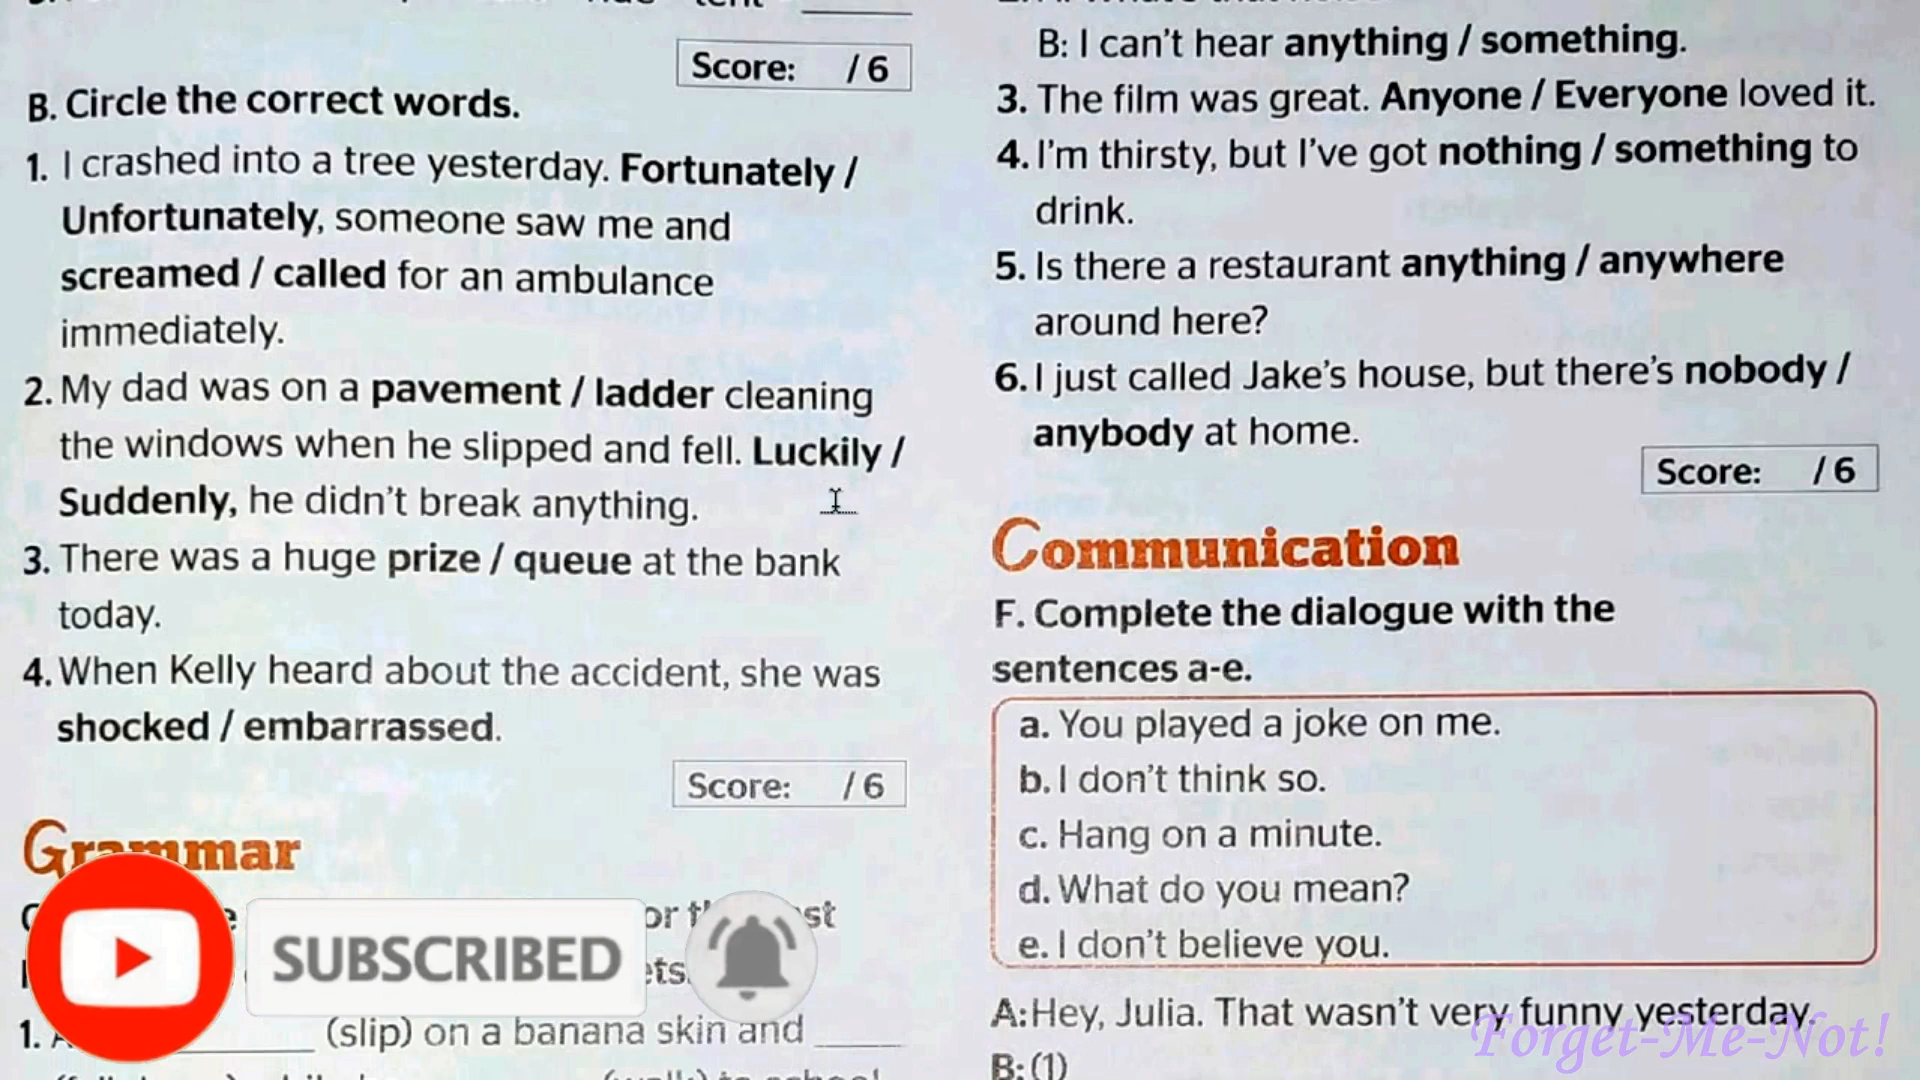 Score: / 6
B. Circle the correct words.
1. I crashed into a tree yesterday. Fortunately /
Unfortunately, someone saw me and
screamed / called for an ambulance
immediately.
2. My dad was on a pavement / ladder cleaning
the windows when he slipped and fell. Luckily /
Suddenly, he didn't break anything.
3. There was a huge prize / queue at the bank
today.
4. When Kelly heard about the accident, she was
shocked / embarrassed.
Score: / 6
Grammar
SUBSCRIBED
1. (slip) on a banana skin and
B: I can't hear anything / something.
3. The film was great. Anyone / Everyone loved it.
4. I'm thirsty, but I've got nothing / something to
drink.
5. Is there a restaurant anything / anywhere
around here?
6. I just called Jake's house, but there's nobody /
anybody at home.
Score: / 6
Communication
F. Complete the dialogue with the
sentences a-e.
a. You played a joke on me.
b. I don't think so.
c. Hang on a minute.
d. What do you mean?
e. I don't believe you.
A: Hey, Julia. That wasn't very funny yesterday.
B: (1)
Forget-Me-Not!